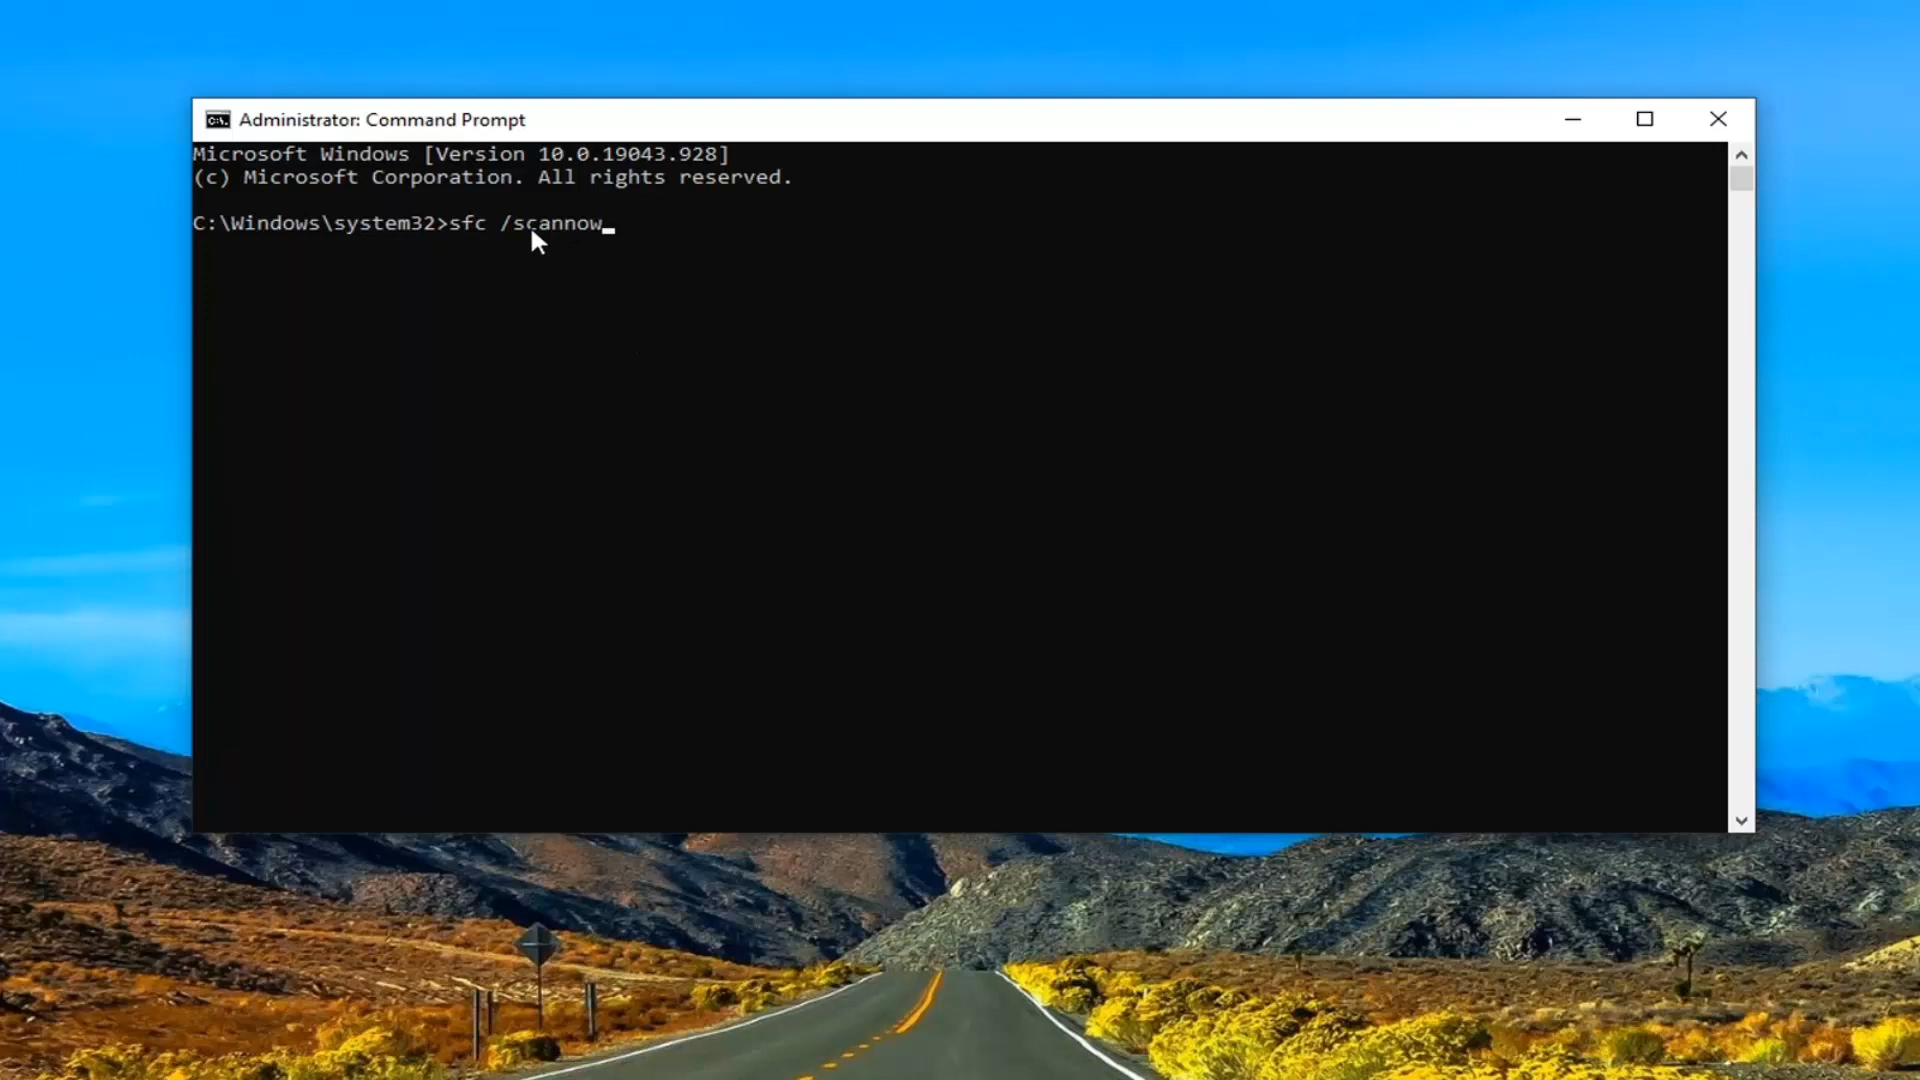 Administrator: Command Prompt
Microsoft Windows [Version 10.0.19043.928]
(c) Microsoft Corporation. All rights reserved.
C:\Windows\system32>sfc /scannow